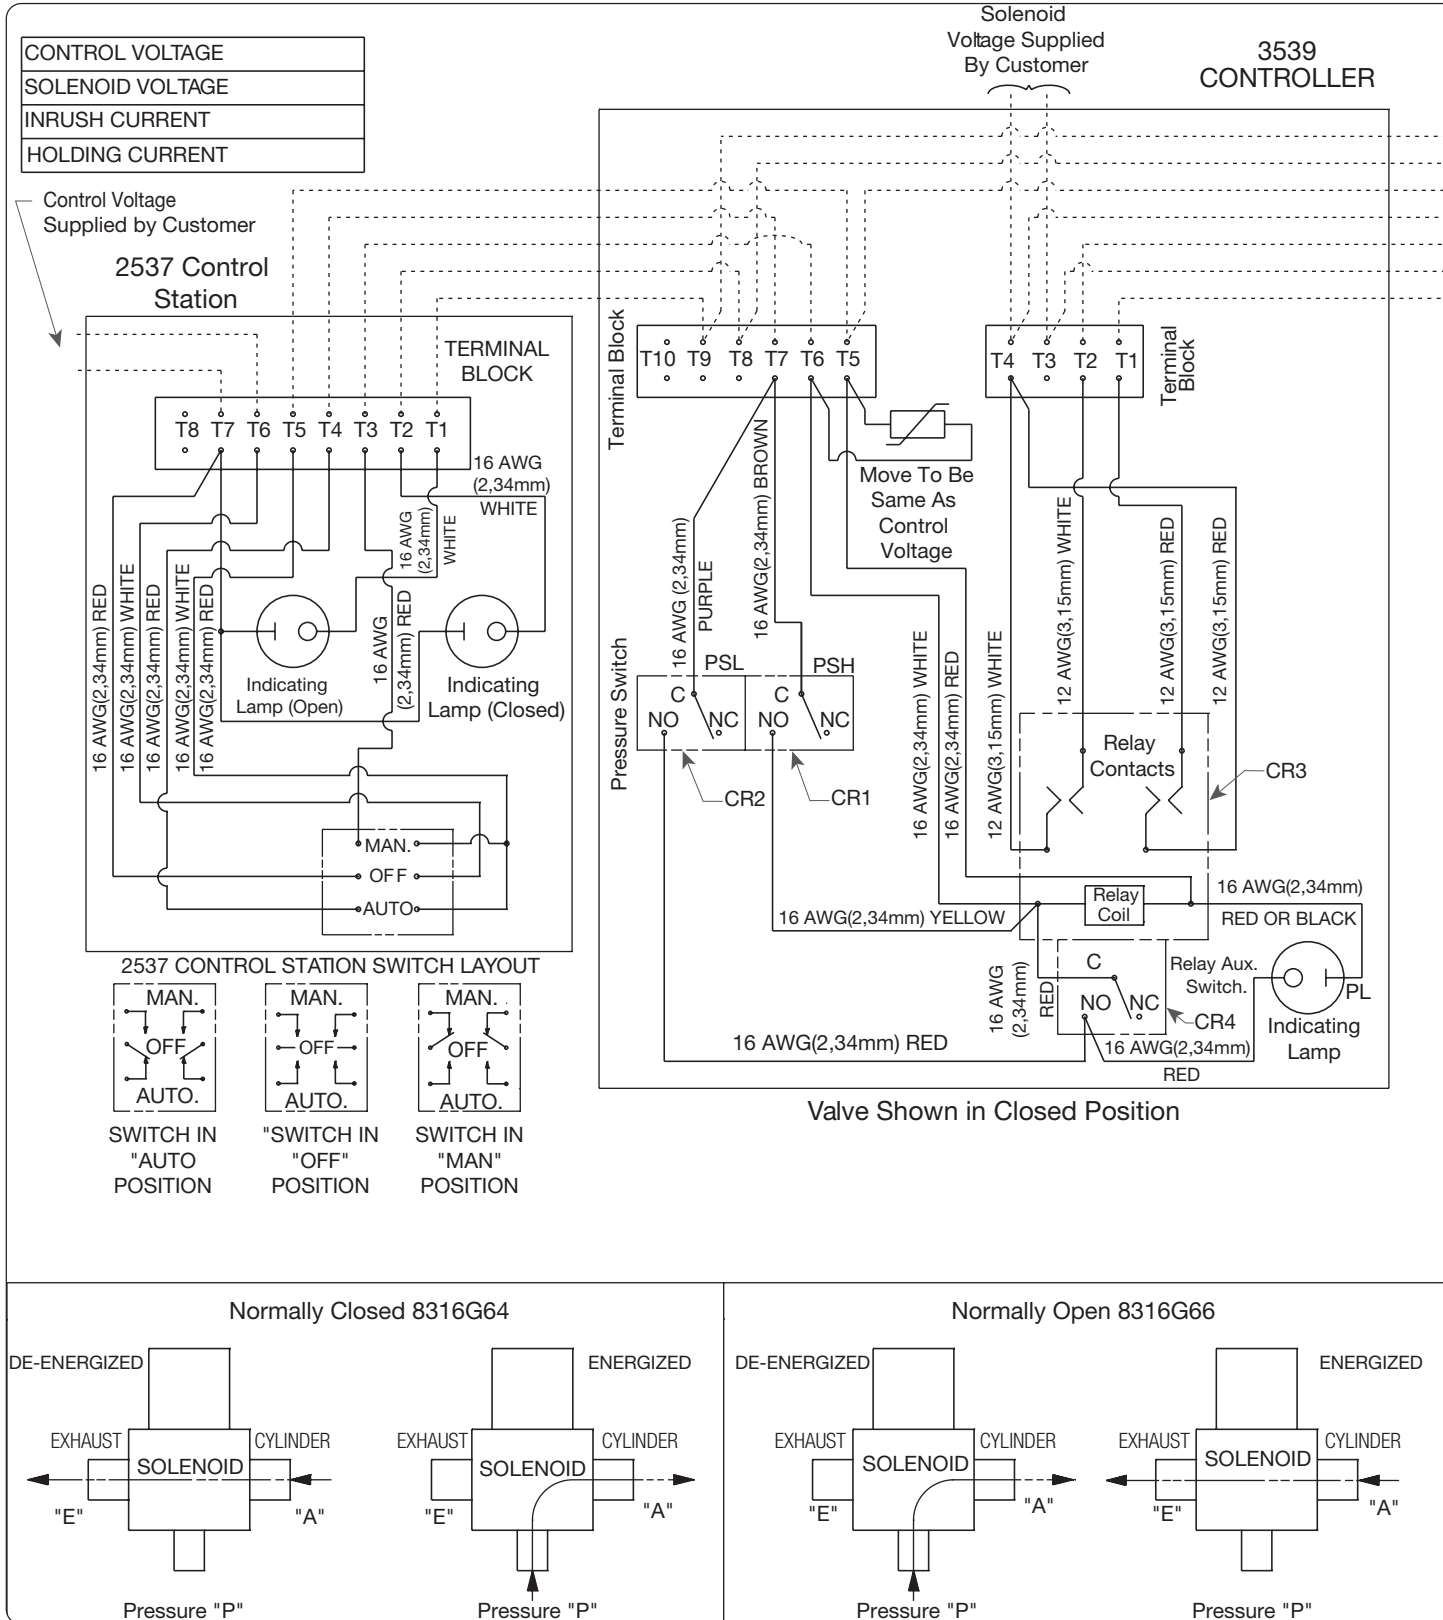 CONTROL VOLTAGE
SOLENOID VOLTAGE
INRUSH CURRENT
HOLDING CURRENT
Control Voltage
Supplied by Customer
2537 Control
Station
TERMINAL
BLOCK
T8 T7 T6 T5 T4 T3 T2 T1
16 AWG
(2,34mm)
WHITE
16 AWG
(2,34mm)
WHITE
16 AWG(2,34mm) RED
16 AWG(2,34mm) WHITE
16 AWG(2,34mm) RED
16 AWG(2,34mm) WHITE
16 AWG(2,34mm) RED
16 AWG
(2,34mm) RED
Indicating
Lamp (Open)
Indicating
Lamp (Closed)
MAN.
OFF
AUTO
2537 CONTROL STATION SWITCH LAYOUT
MAN.
OFF
AUTO.
SWITCH IN
"AUTO
POSITION
MAN.
OFF
AUTO.
"SWITCH IN
"OFF"
POSITION
MAN.
OFF
AUTO.
SWITCH IN
"MAN"
POSITION
Solenoid
Voltage Supplied
By Customer
3539
CONTROLLER
Terminal Block
T10 T9 T8 T7 T6 T5
T4 T3 T2 T1
Terminal
Block
Move To Be
Same As
Control
Voltage
16 AWG (2,34mm)
PURPLE
16 AWG(2,34mm) BROWN
Pressure Switch
PSL
C
NO
NC
PSH
C
NO
NC
CR2
CR1
16 AWG(2,34mm) WHITE
16 AWG(2,34mm) RED
12 AWG(3,15mm) WHITE
12 AWG(3,15mm) WHITE
12 AWG(3,15mm) RED
12 AWG(3,15mm) RED
Relay
Contacts
CR3
16 AWG(2,34mm) YELLOW
Relay
Coil
16 AWG(2,34mm)
RED OR BLACK
16 AWG
(2,34mm)
RED
C
NO
NC
Relay Aux.
Switch.
CR4
PL
Indicating
Lamp
16 AWG(2,34mm) RED
16 AWG(2,34mm)
RED
Valve Shown in Closed Position
Normally Closed 8316G64
DE-ENERGIZED
EXHAUST
CYLINDER
SOLENOID
"E"
"A"
Pressure "P"
ENERGIZED
EXHAUST
CYLINDER
SOLENOID
"E"
"A"
Pressure "P"
Normally Open 8316G66
DE-ENERGIZED
EXHAUST
CYLINDER
SOLENOID
"E"
"A"
Pressure "P"
ENERGIZED
EXHAUST
CYLINDER
SOLENOID
"E"
"A"
Pressure "P"